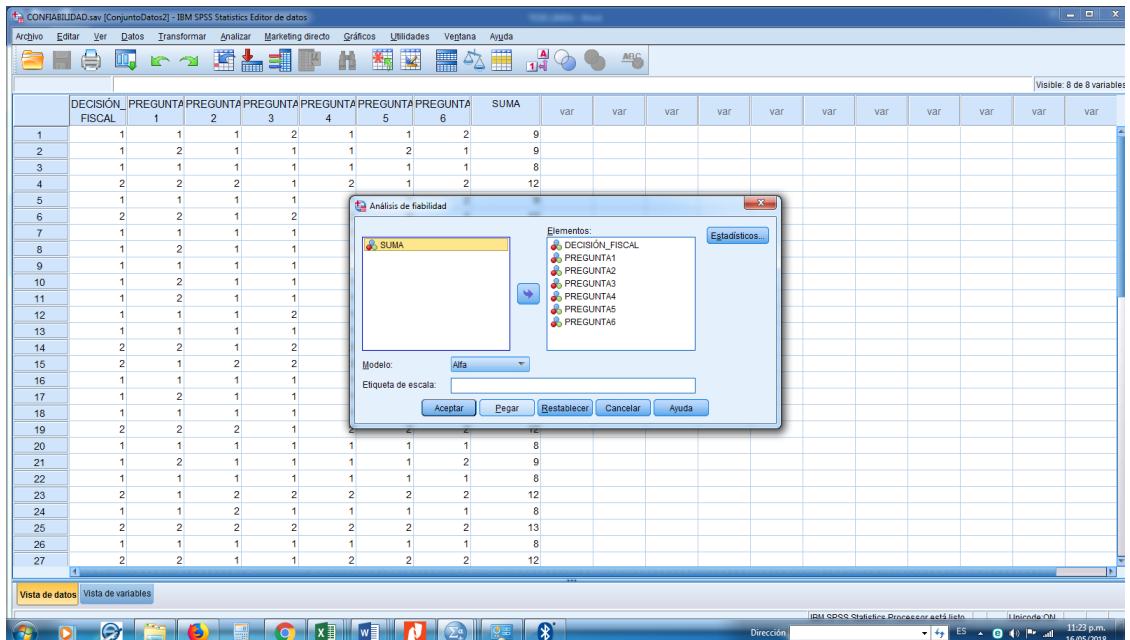 CONFIABILIDAD.sav [ConjuntoDatos2] - IBM SPSS Statistics Editor de datos
Archivo Editar Ver Datos Transformar Analizar Marketing directo Gráficos Utilidades Ventana Ayuda
Visible: 8 de 8 variables
DECISIÓN_FISCAL PREGUNTA1 PREGUNTA2 PREGUNTA3 PREGUNTA4 PREGUNTA5 PREGUNTA6 SUMA var var var var var var var var var var
1 1 1 1 2 1 1 2 9
2 1 2 1 1 1 2 1 9
3 1 1 1 1 1 1 1 8
4 2 2 2 1 2 1 2 12
5 1 1 1 1
6 2 2 1 2
7 1 1 1 1
8 1 2 1 1
9 1 1 1 1
10 1 2 1 1
11 1 2 1 1
12 1 1 1 2
13 1 1 1 1
14 2 2 1 2
15 2 1 2 2
16 1 1 1 1
17 1 2 1 1
18 1 1 1 1
19 2 2 2 1 2 2 2 12
20 1 1 1 1 1 1 1 8
21 1 2 1 1 1 1 2 9
22 1 1 1 1 1 1 1 8
23 2 1 2 2 2 2 2 12
24 1 1 2 1 1 1 1 8
25 2 2 2 2 2 2 2 13
26 1 1 1 1 1 1 1 8
27 2 2 1 1 2 2 2 12
Análisis de fiabilidad
Elementos:
SUMA
DECISIÓN_FISCAL
PREGUNTA1
PREGUNTA2
PREGUNTA3
PREGUNTA4
PREGUNTA5
PREGUNTA6
Estadísticos...
Modelo: Alfa
Etiqueta de escala:
Aceptar Pegar Restablecer Cancelar Ayuda
Vista de datos Vista de variables
IBM SPSS Statistics Processor está listo Unicode:ON
Dirección ES 11:23 p.m.
16/05/2018